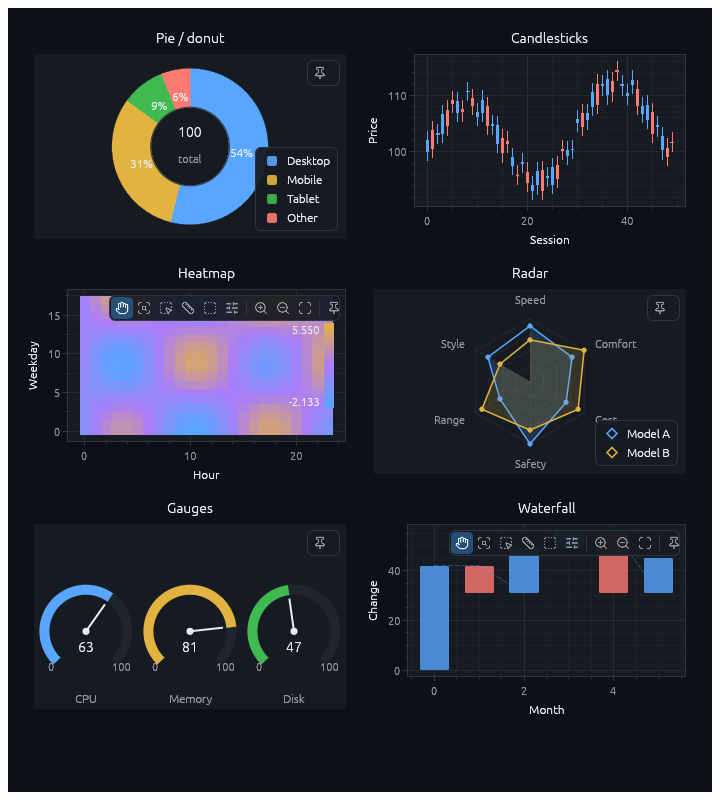 Pie / donut
Candlesticks
6%
9%
31%
54%
100
total
Desktop
Mobile
Tablet
Other
Price
110
100
0
20
40
Session
Heatmap
Radar
Weekday
15
10
5
0
5.550
-2.133
0
10
20
Hour
Speed
Style
Comfort
Range
Cost
Safety
Model A
Model B
Gauges
Waterfall
63
0
100
CPU
81
0
100
Memory
47
0
100
Disk
Change
40
20
0
0
2
4
Month